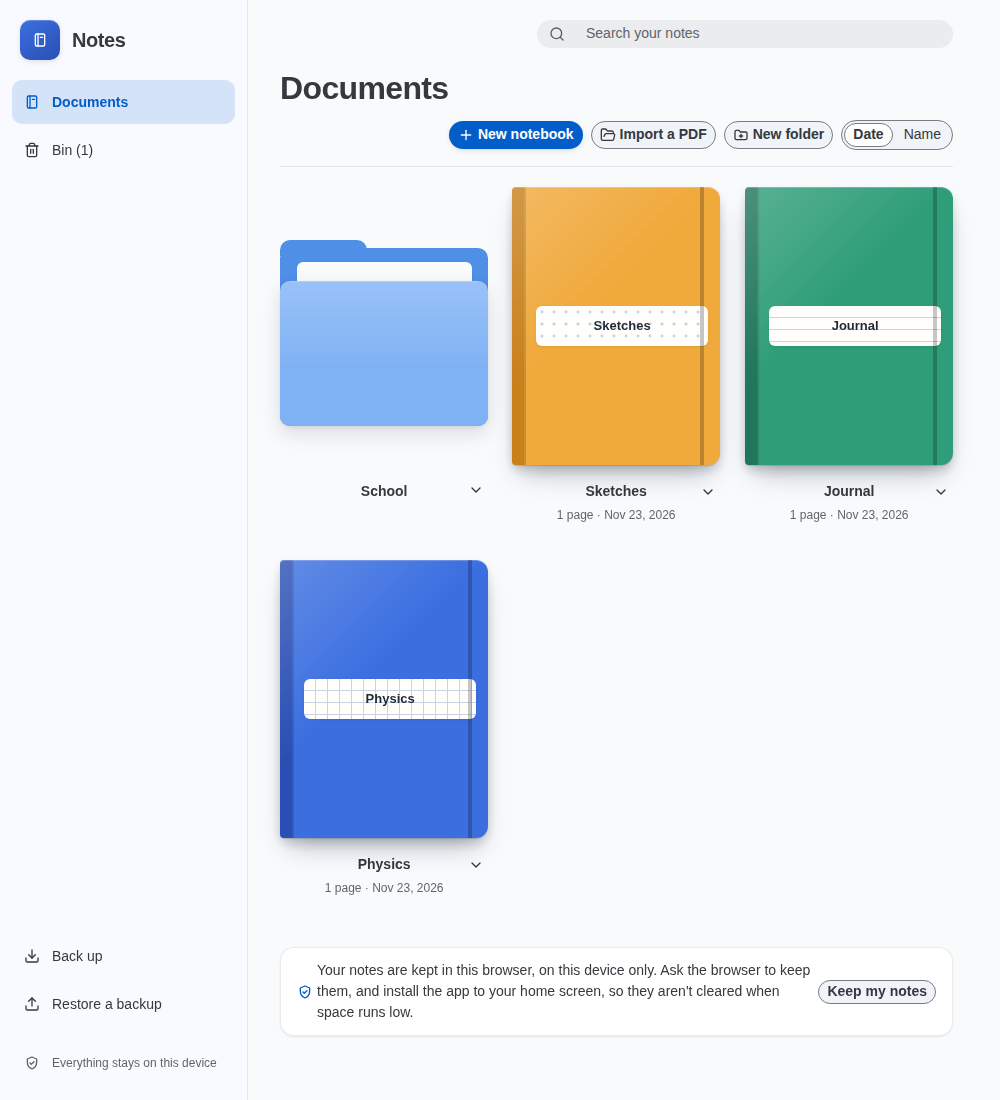 Notes
Documents
Bin (1)
Back up
Restore a backup
Everything stays on this device
Search your notes
Documents
New notebook
Import a PDF
New folder
Date
Name
School
Sketches
Sketches
1 page · Nov 23, 2026
Journal
Journal
1 page · Nov 23, 2026
Physics
Physics
1 page · Nov 23, 2026
Your notes are kept in this browser, on this device only. Ask the browser to keep
them, and install the app to your home screen, so they aren't cleared when
space runs low.
Keep my notes